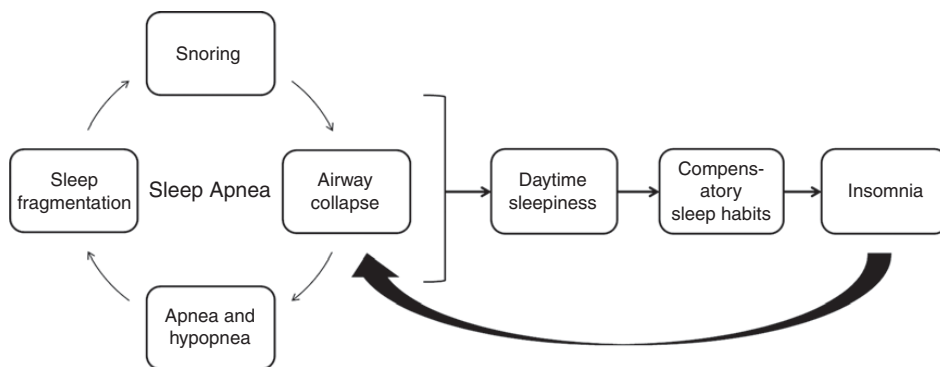 Snoring
Sleep
fragmentation
Sleep Apnea
Airway
collapse
Apnea and
hypopnea
Daytime
sleepiness
Compens-
atory
sleep habits
Insomnia